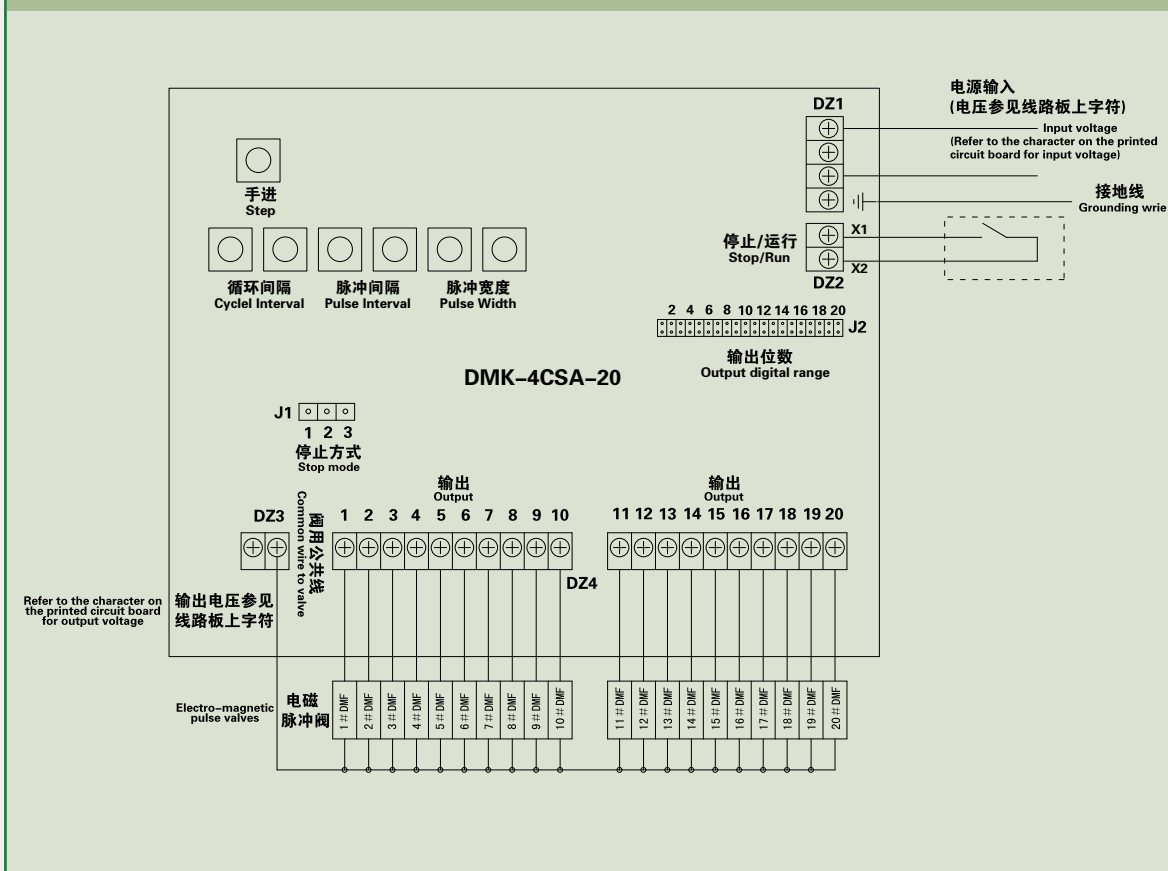 电源输入
(电压参见线路板上字符)
Input voltage
(Refer to the character on the printed
circuit board for input voltage)
接地线
Grounding wrie
DZ1
手进
Step
停止/运行
Stop/Run
X1
X2
DZ2
循环间隔
Cyclel Interval
脉冲间隔
Pulse Interval
脉冲宽度
Pulse Width
2 4 6 8 10 12 14 16 18 20
J2
输出位数
Output digital range
DMK-4CSA-20
J1
1 2 3
停止方式
Stop mode
输出
Output
输出
Output
DZ3
阀用公共线
Common wire to valve
1 2 3 4 5 6 7 8 9 10
11 12 13 14 15 16 17 18 19 20
DZ4
Refer to the character on
the printed circuit board
for output voltage
输出电压参见
线路板上字符
Electro-magnetic
pulse valves
电磁
脉冲阀
1#DMF
2#DMF
3#DMF
4#DMF
5#DMF
6#DMF
7#DMF
8#DMF
9#DMF
10#DMF
11#DMF
12#DMF
13#DMF
14#DMF
15#DMF
16#DMF
17#DMF
18#DMF
19#DMF
20#DMF